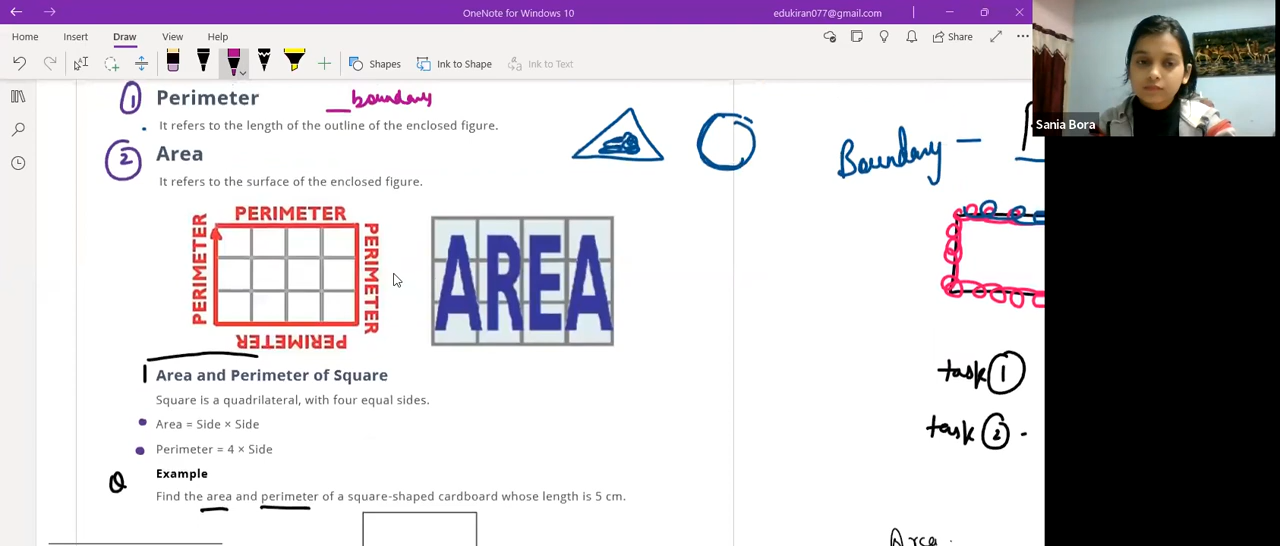 OneNote for Windows 10
edukiran077@gmail.com
Home Insert Draw View Help
Share
Shapes
Ink to Shape
Ink to Text
Sania Bora
1 Perimeter boundary
It refers to the length of the outline of the enclosed figure.
2 Area
It refers to the surface of the enclosed figure.
Boundary –
PERIMETER
PERIMETER
PERIMETER
PERIMETER
AREA
Area and Perimeter of Square
Square is a quadrilateral, with four equal sides.
Area = Side × Side
Perimeter = 4 × Side
task 1
task 2 -
Q Example
Find the area and perimeter of a square-shaped cardboard whose length is 5 cm.
Area